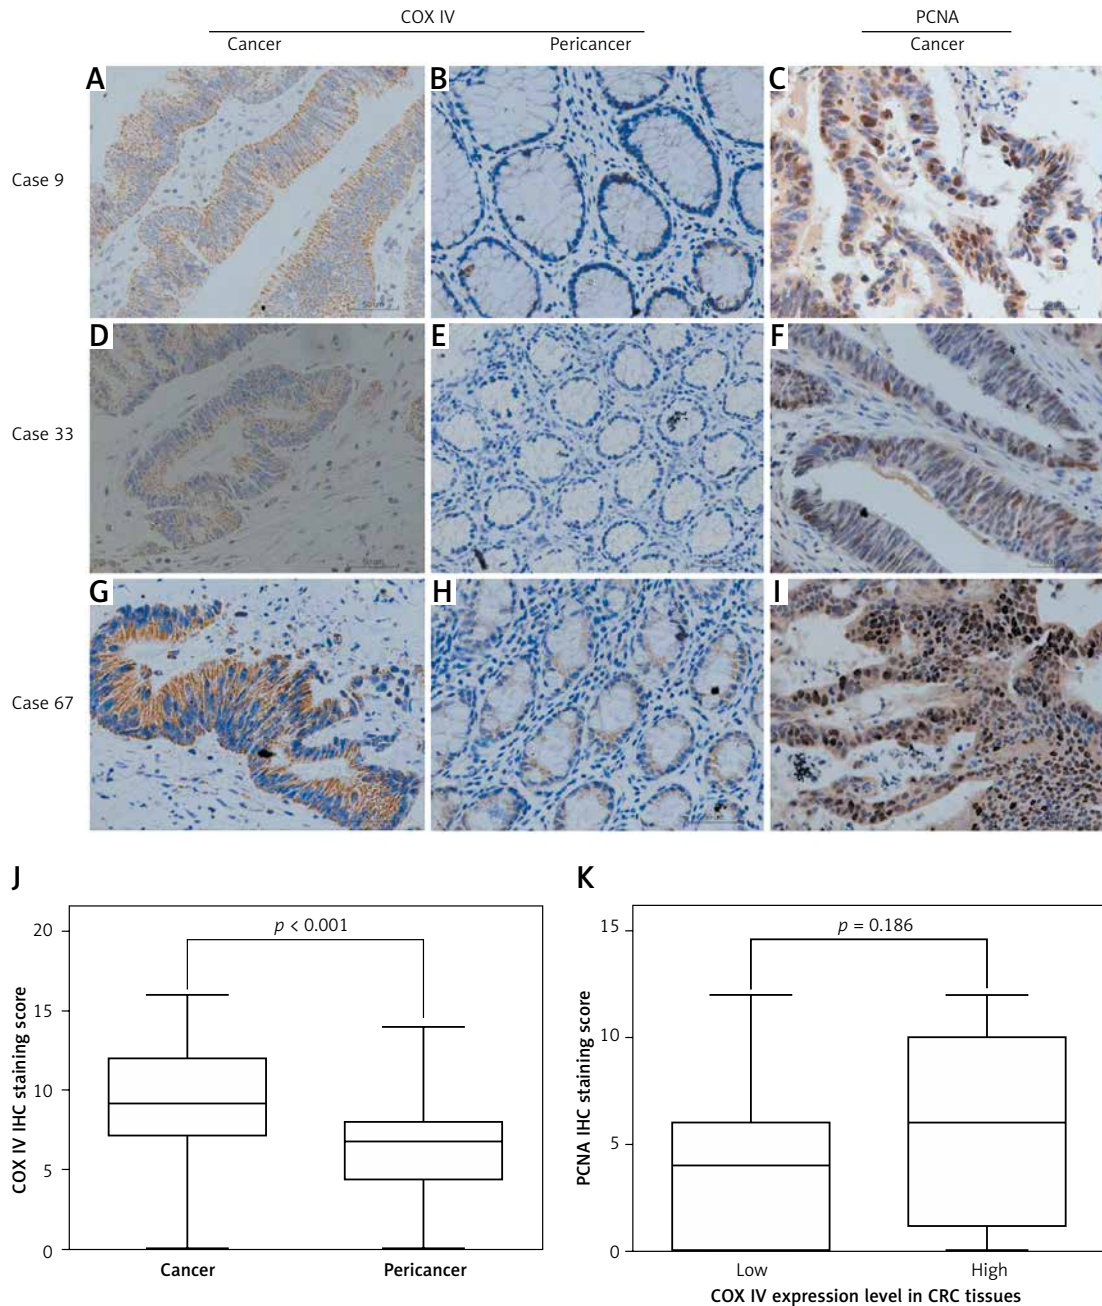 COX IV PCNA
Cancer Pericancer Cancer
A B C
Case 9
D E F
Case 33
G H I
Case 67
J K
p < 0.001
p = 0.186
COX IV IHC staining score
20
15
10
5
0
Cancer Pericancer
PCNA IHC staining score
15
10
5
0
Low High
COX IV expression level in CRC tissues